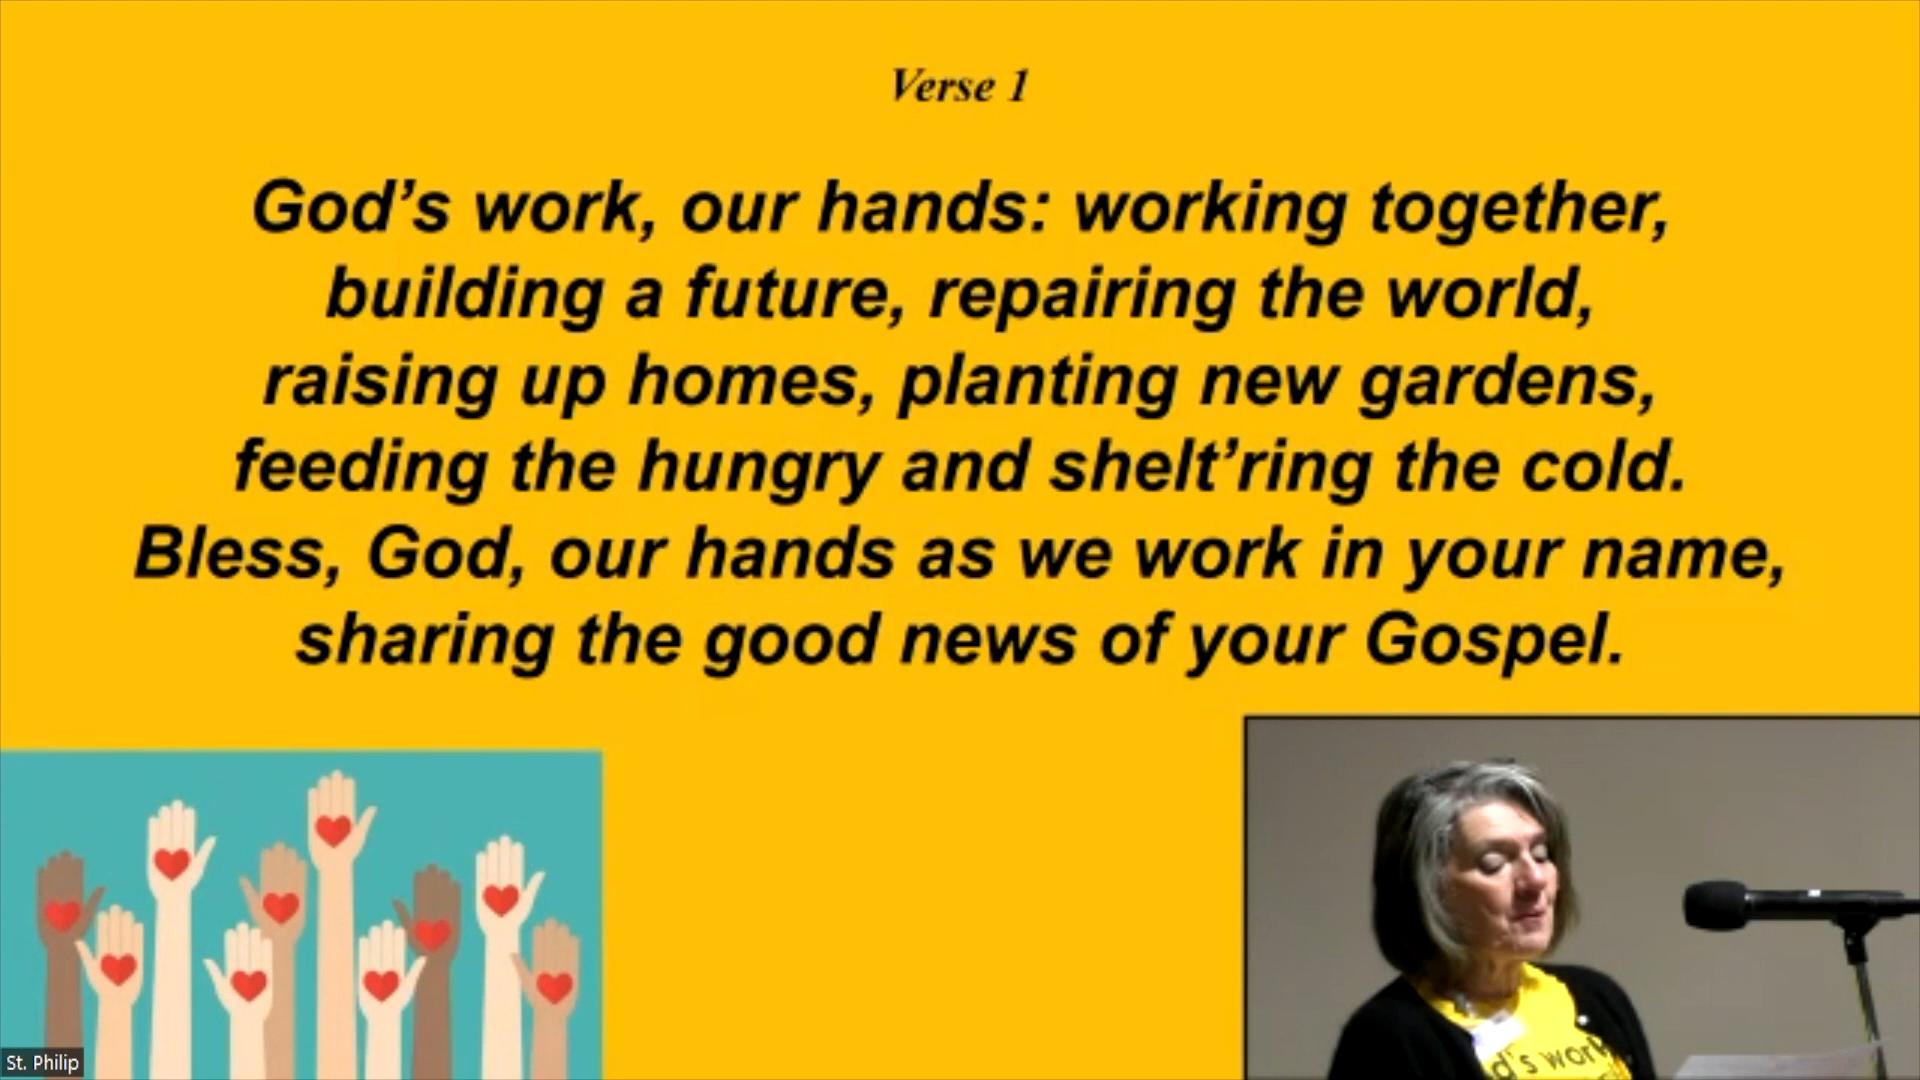 Verse 1
God’s work, our hands: working together,
building a future, repairing the world,
raising up homes, planting new gardens,
feeding the hungry and shelt’ring the cold.
Bless, God, our hands as we work in your name,
sharing the good news of your Gospel.
St. Philip
d's work